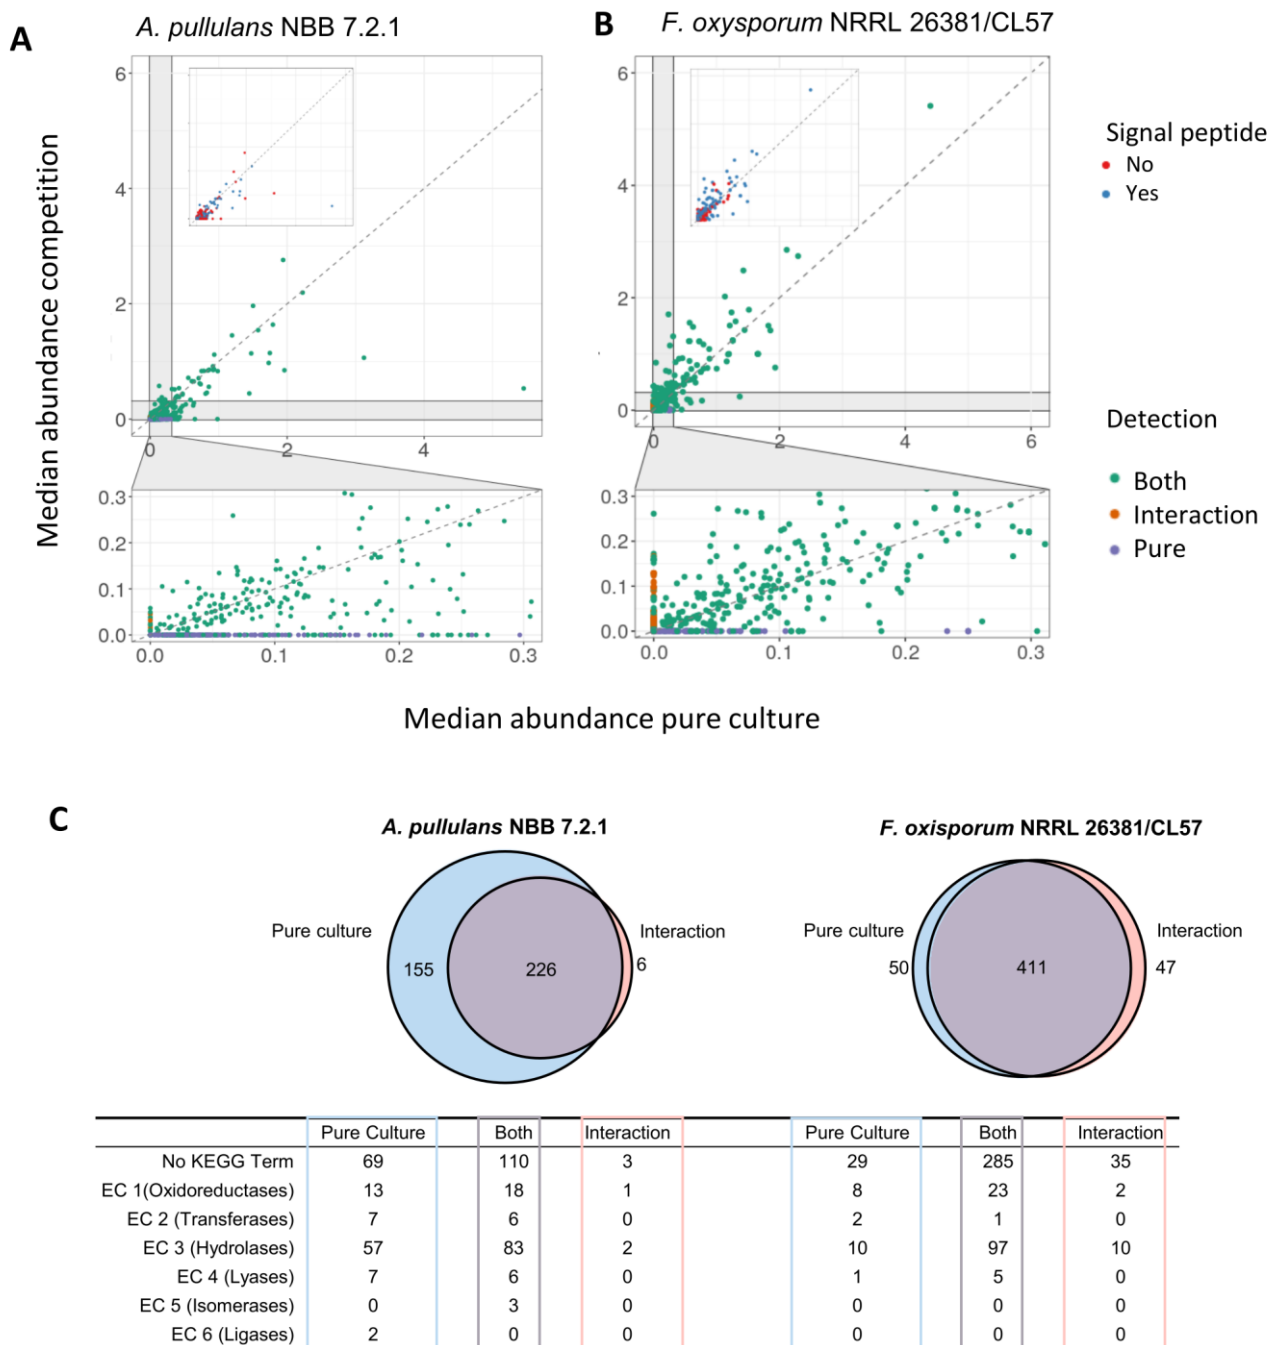 A
A. pullulans NBB 7.2.1
B
F. oxysporum NRRL 26381/CL57
Median abundance competition
6
4
2
0
0 2 4
0.3
0.2
0.1
0.0
0.0 0.1 0.2 0.3
6
4
2
0
0 2 4 6
0.3
0.2
0.1
0.0
0.0 0.1 0.2 0.3
Signal peptide
No
Yes
Detection
Both
Interaction
Pure
Median abundance pure culture
C
A. pullulans NBB 7.2.1
F. oxisporum NRRL 26381/CL57
Pure culture
Interaction
155 226 6
Pure culture
Interaction
50 411 47
Pure Culture Both Interaction Pure Culture Both Interaction
No KEGG Term 69 110 3 29 285 35
EC 1(Oxidoreductases) 13 18 1 8 23 2
EC 2 (Transferases) 7 6 0 2 1 0
EC 3 (Hydrolases) 57 83 2 10 97 10
EC 4 (Lyases) 7 6 0 1 5 0
EC 5 (Isomerases) 0 3 0 0 0 0
EC 6 (Ligases) 2 0 0 0 0 0